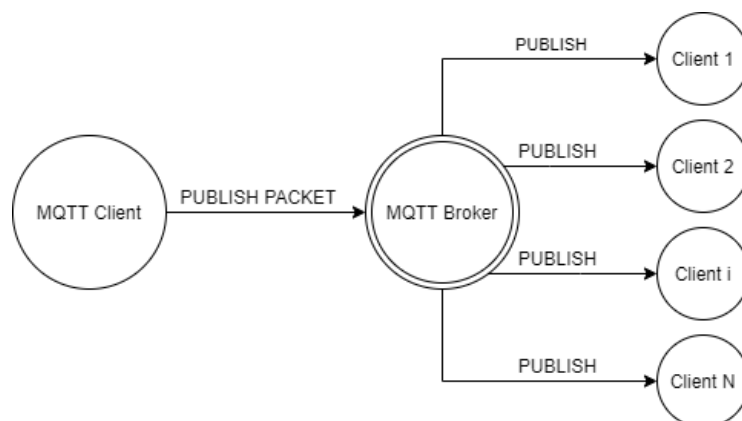 PUBLISH
Client 1
PUBLISH
Client 2
MQTT Client
PUBLISH PACKET
MQTT Broker
PUBLISH
Client i
PUBLISH
Client N